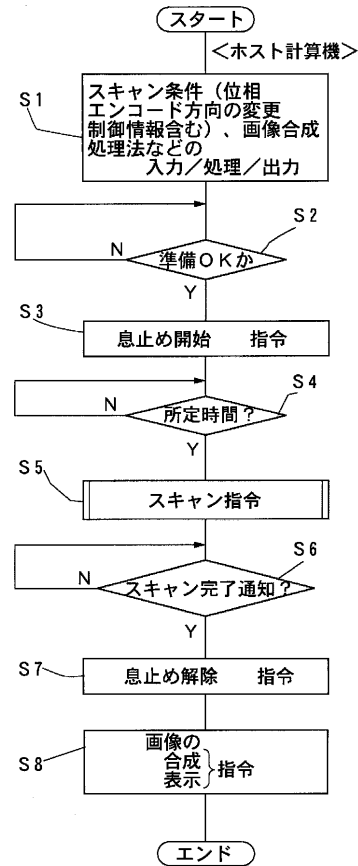 スタート
＜ホスト計算機＞
S1
スキャン条件（位相
エンコード方向の変更
制御情報含む）、画像合成
処理法などの
入力／処理／出力
S2
N
準備OKか
Y
S3
息止め開始 指令
S4
N
所定時間？
Y
S5
スキャン指令
S6
N
スキャン完了通知？
Y
S7
息止め解除 指令
S8
画像の
合成
表示
指令
エンド